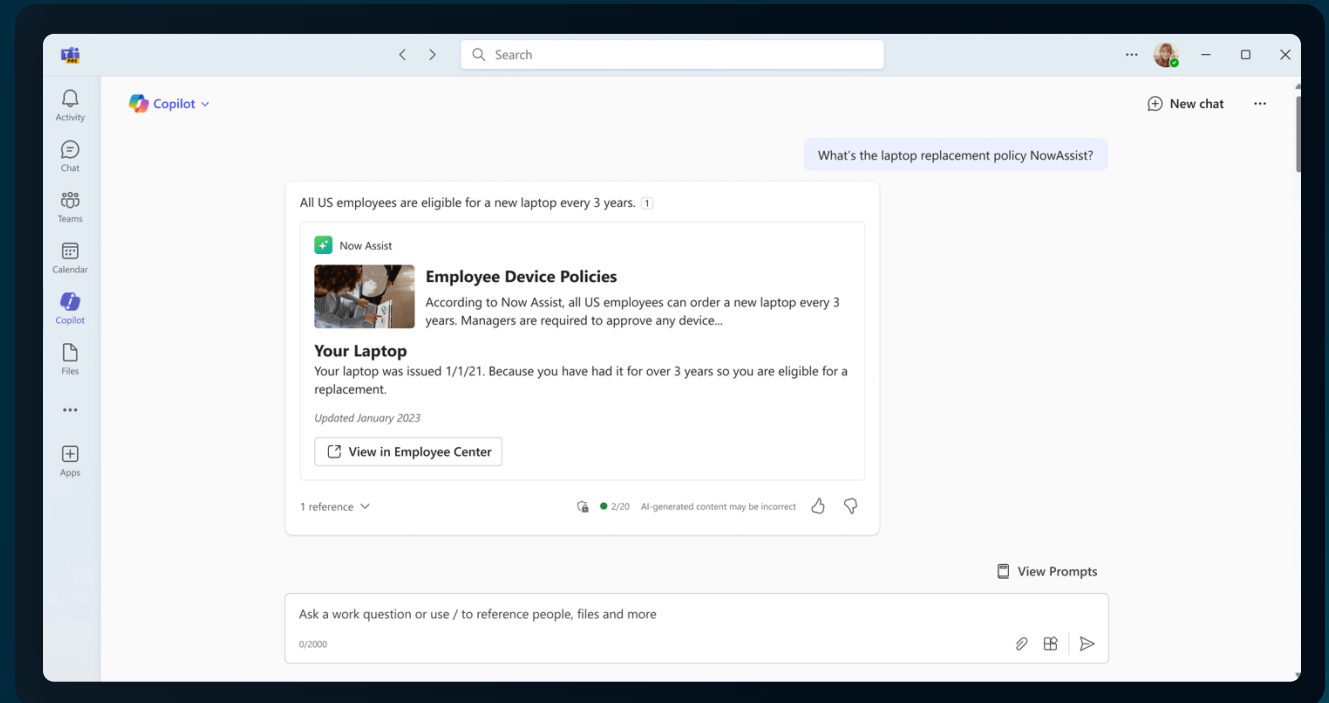 Search
Activity
Chat
Teams
Calendar
Copilot
Files
Apps
Copilot
New chat
What's the laptop replacement policy NowAssist?
All US employees are eligible for a new laptop every 3 years. 1
Now Assist
Employee Device Policies
According to Now Assist, all US employees can order a new laptop every 3
years. Managers are required to approve any device...
Your Laptop
Your laptop was issued 1/1/21. Because you have had it for over 3 years so you are eligible for a
replacement.
Updated January 2023
View in Employee Center
1 reference
2/20 AI-generated content may be incorrect
View Prompts
Ask a work question or use / to reference people, files and more
0/2000